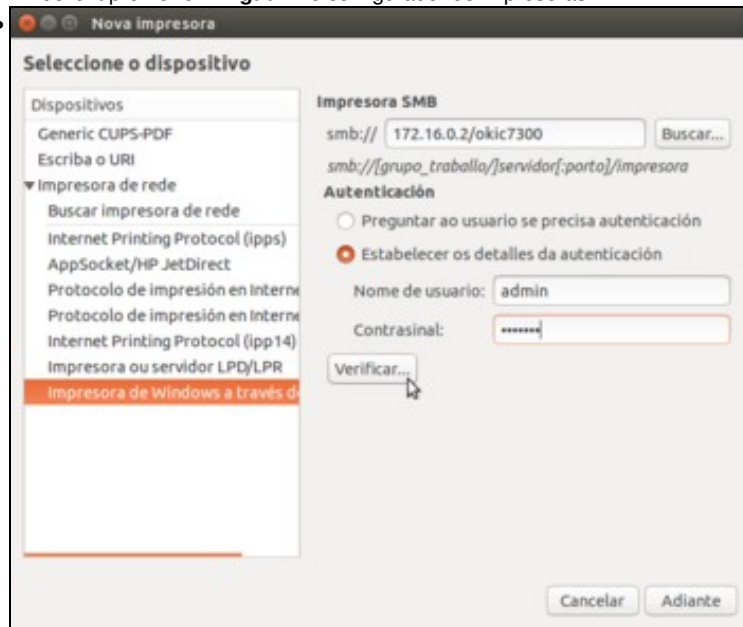 Nova impresora
Seleccione o dispositivo
Dispositivos
Generic CUPS-PDF
Escriba o URI
Impresora de rede
Buscar impresora de rede
Internet Printing Protocol (ipps)
AppSocket/HP JetDirect
Protocolo de impresión en Interne
Protocolo de impresión en Interne
Internet Printing Protocol (ipp14)
Impresora ou servidor LPD/LPR
Impresora de Windows a través d
Impresora SMB
smb:// 172.16.0.2/okic7300 Buscar...
smb://[grupo_traballo/]servidor[:porto]/impresora
Autenticación
Preguntar ao usuario se precisa autenticación
Estabelecer os detalles da autenticación
Nome de usuario: admin
Contrasinal: •••••••
Verificar...
Cancelar Adiante